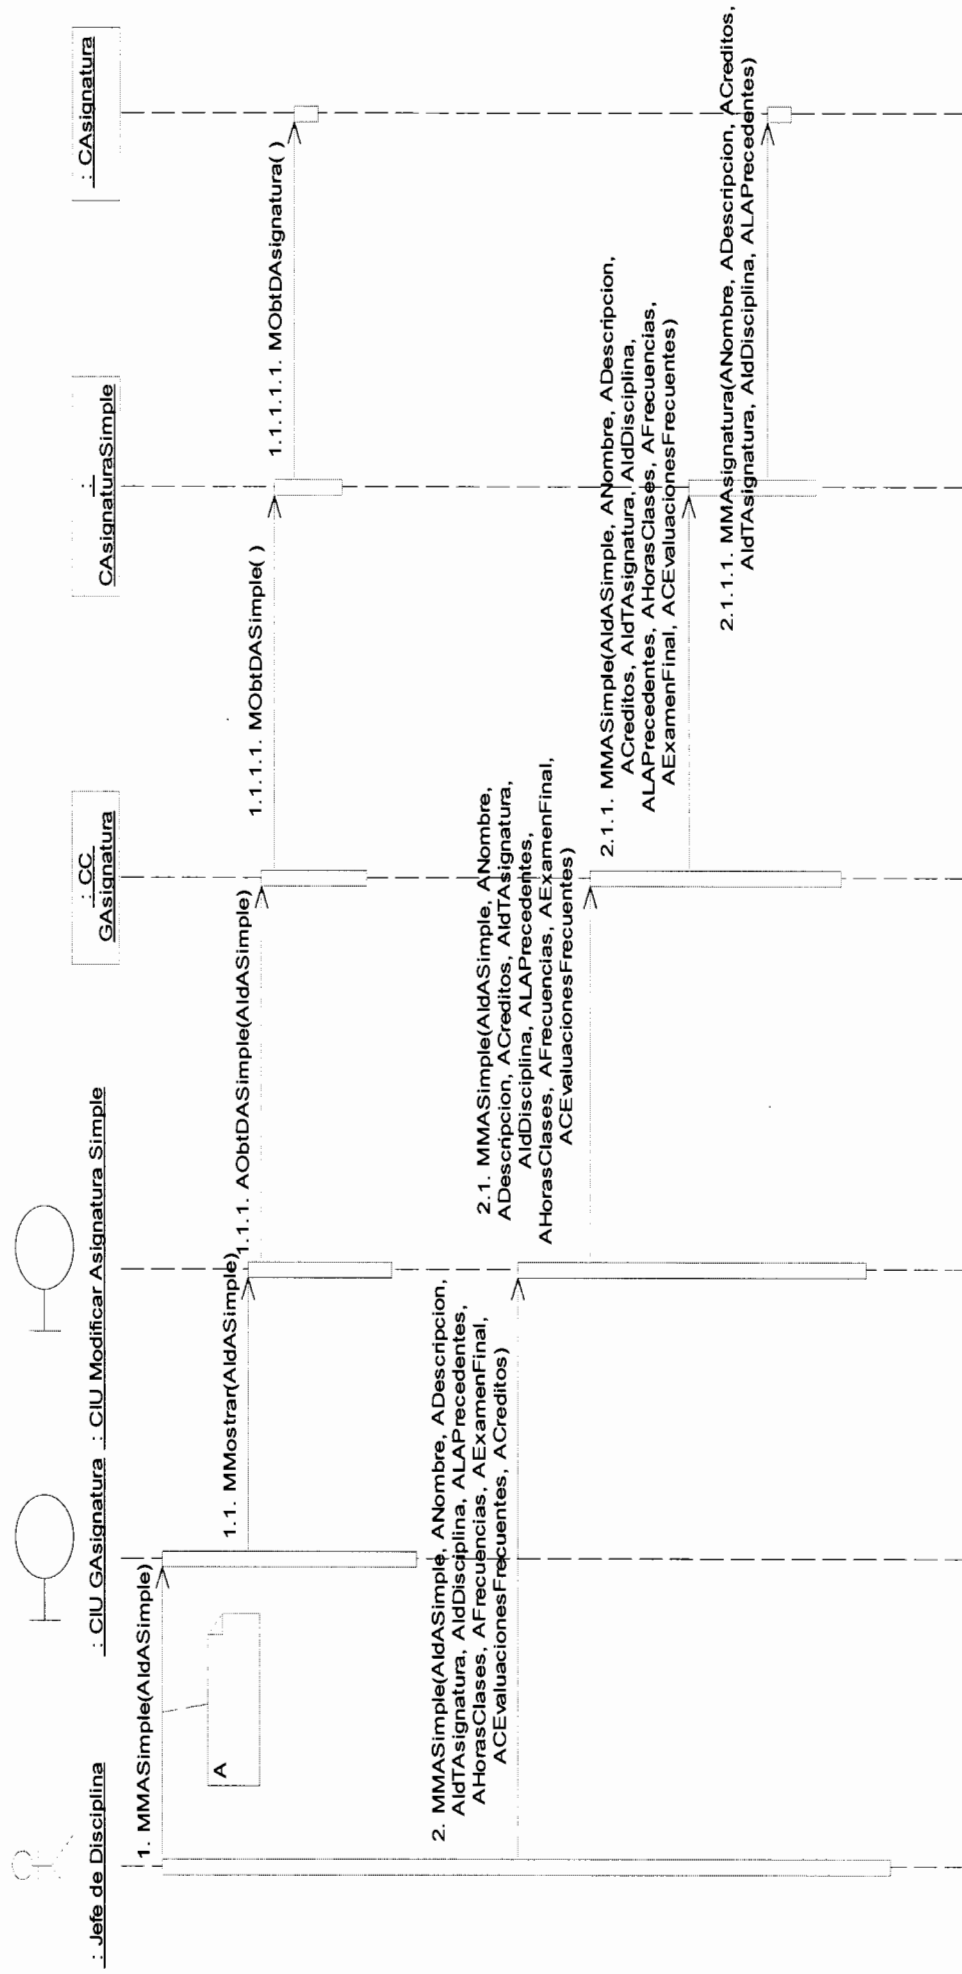 : Jefe de Disciplina
: CIU GAsignatura
: CIU Modificar Asignatura Simple
: CC
GAsignatura
:
CAsignaturaSimple
: CAsignatura
1. MMASimple(AIdASimple)
A
1.1. MMostrar(AIdASimple)
1.1.1. AObtDASimple(AIdASimple)
1.1.1.1. MObtDASimple( )
1.1.1.1.1. MObtDAsignatura( )
2. MMASimple(AIdASimple, ANombre, ADescripcion,
AIdTAsignatura, AIdDisciplina, ALAPrecedentes,
AHorasClases, AFrecuencias, AExamenFinal,
ACEvaluacionesFrecuentes, ACreditos)
2.1. MMASimple(AIdASimple, ANombre,
ADescripcion, ACreditos, AIdTAsignatura,
AIdDisciplina, ALAPrecedentes,
AHorasClases, AFrecuencias, AExamenFinal,
ACEvaluacionesFrecuentes)
2.1.1. MMASimple(AIdASimple, ANombre, ADescripcion,
ACreditos, AIdTAsignatura, AIdDisciplina,
ALAPrecedentes, AHorasClases, AFrecuencias,
AExamenFinal, ACEvaluacionesFrecuentes)
2.1.1.1. MMAsignatura(ANombre, ADescripcion, ACreditos,
AIdTAsignatura, AIdDisciplina, ALAPrecedentes)